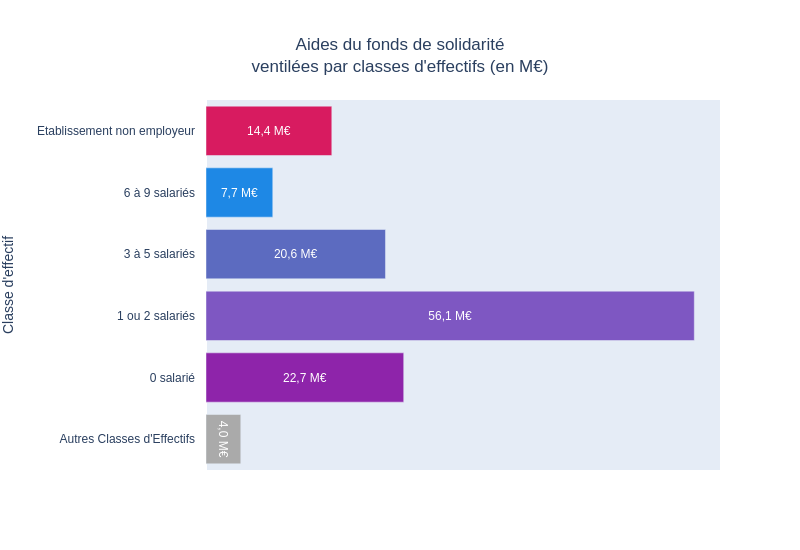 Aides du fonds de solidarité
ventilées par classes d'effectifs (en M€)
Classe d'effectif
Etablissement non employeur
14,4 M€
6 à 9 salariés
7,7 M€
3 à 5 salariés
20,6 M€
1 ou 2 salariés
56,1 M€
0 salarié
22,7 M€
Autres Classes d'Effectifs
4,0 M€